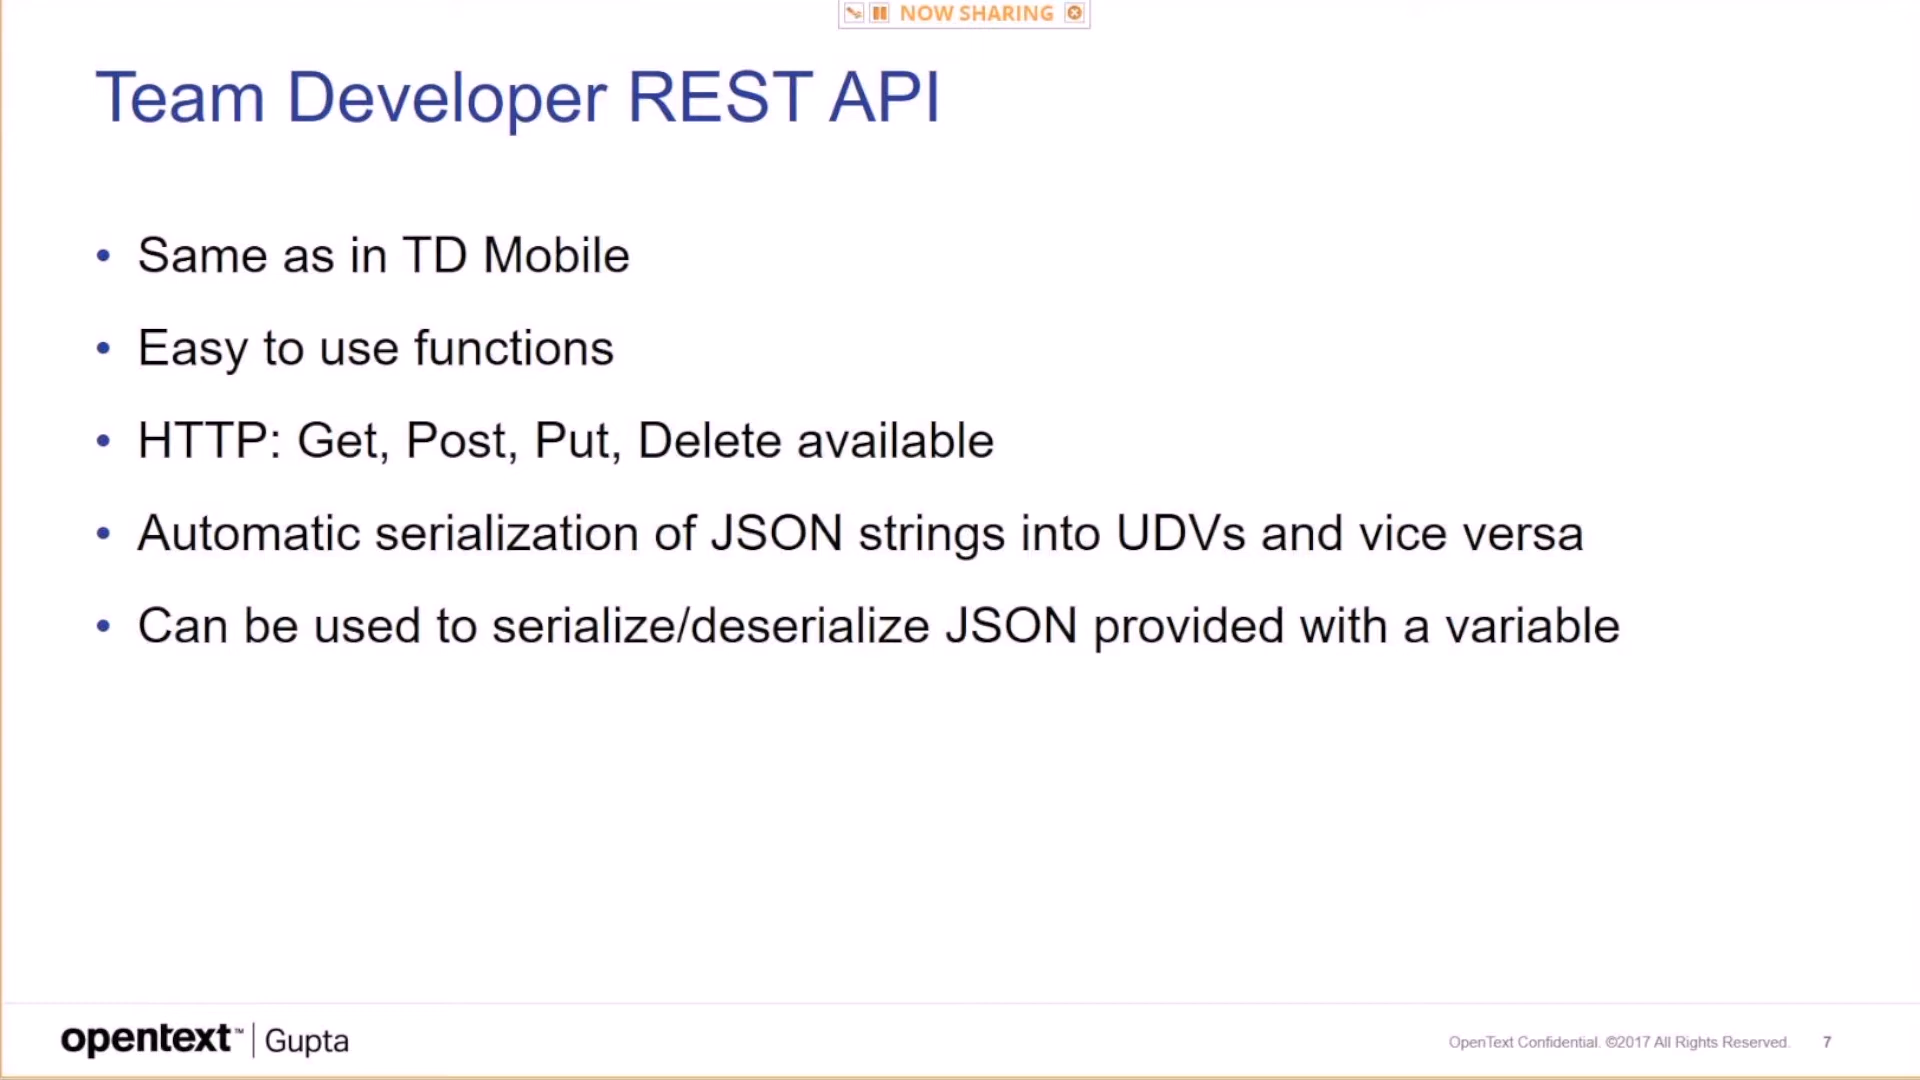 NOW SHARING
Team Developer REST API
• Same as in TD Mobile
• Easy to use functions
• HTTP: Get, Post, Put, Delete available
• Automatic serialization of JSON strings into UDVs and vice versa
• Can be used to serialize/deserialize JSON provided with a variable
opentext™ | Gupta
OpenText Confidential. ©2017 All Rights Reserved. 7